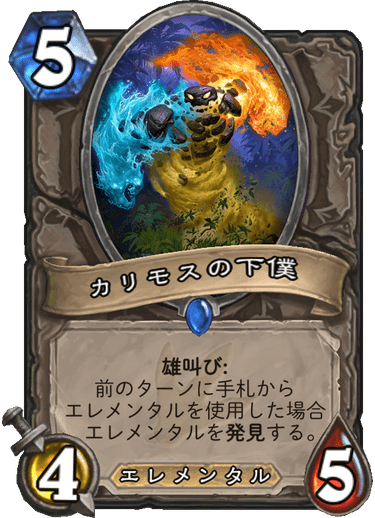 5
カリモスの下僕
雄叫び:
前のターンに手札から
エレメンタルを使用した場合
エレメンタルを発見する。
4
エレメンタル
5